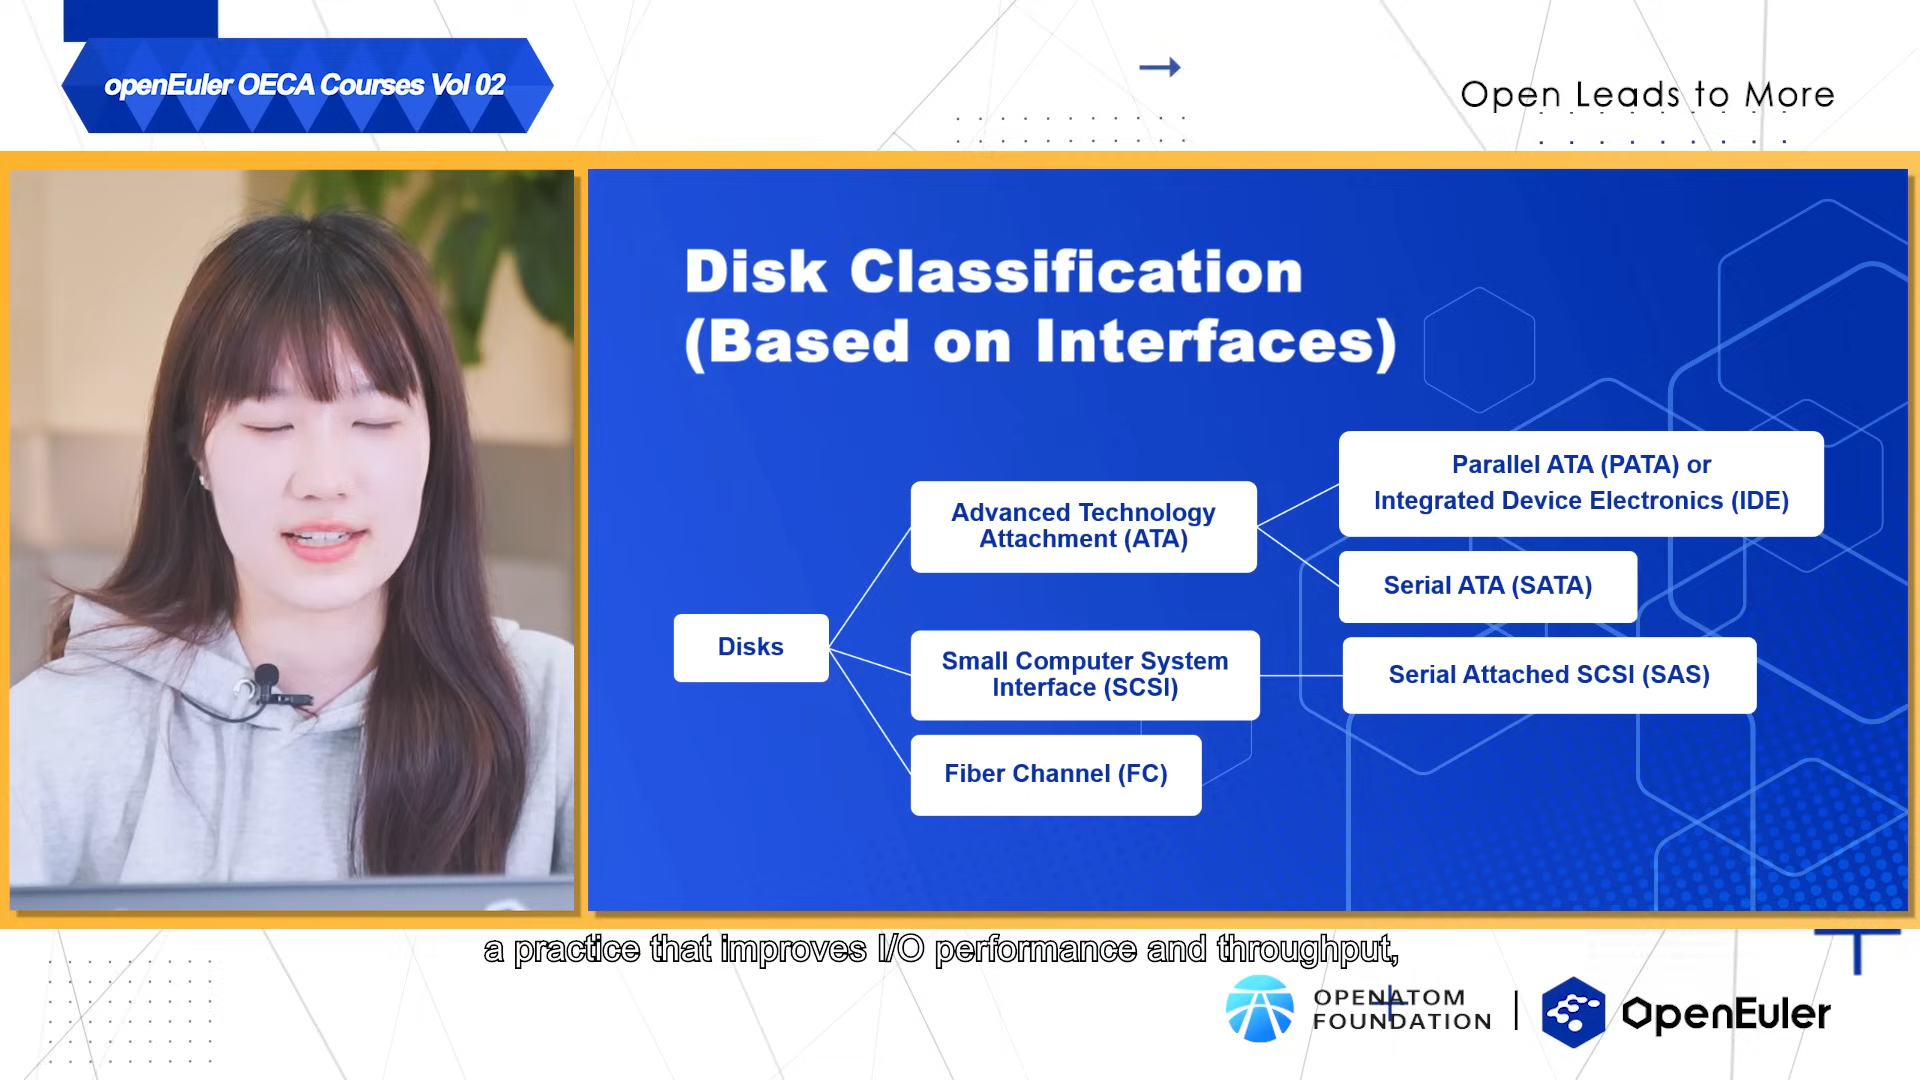 openEuler OECA Courses Vol 02
Open Leads to More
Disk Classification
(Based on Interfaces)
Disks
Advanced Technology
Attachment (ATA)
Parallel ATA (PATA) or
Integrated Device Electronics (IDE)
Serial ATA (SATA)
Small Computer System
Interface (SCSI)
Serial Attached SCSI (SAS)
Fiber Channel (FC)
a practice that improves I/O performance and throughput,
OPENATOM
FOUNDATION
OpenEuler